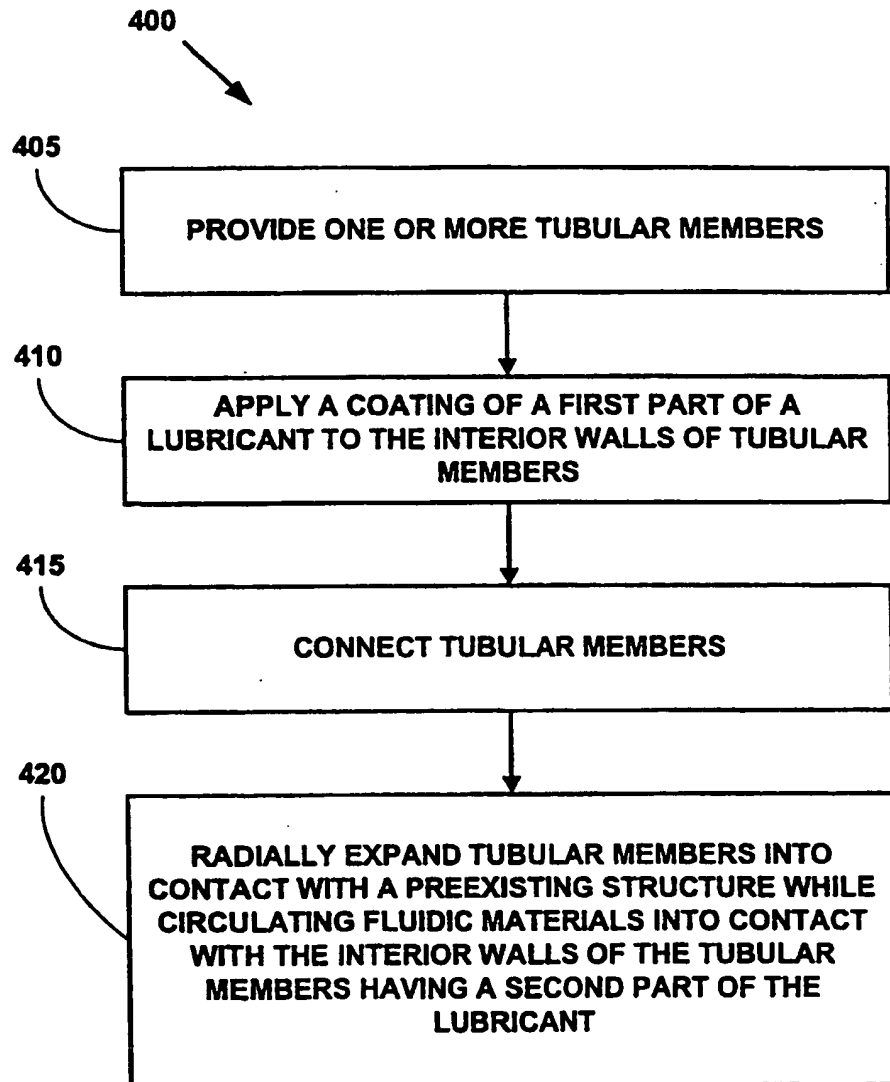 400
405
PROVIDE ONE OR MORE TUBULAR MEMBERS
410
APPLY A COATING OF A FIRST PART OF A
LUBRICANT TO THE INTERIOR WALLS OF TUBULAR
MEMBERS
415
CONNECT TUBULAR MEMBERS
420
RADIALLY EXPAND TUBULAR MEMBERS INTO
CONTACT WITH A PREEXISTING STRUCTURE WHILE
CIRCULATING FLUIDIC MATERIALS INTO CONTACT
WITH THE INTERIOR WALLS OF THE TUBULAR
MEMBERS HAVING A SECOND PART OF THE
LUBRICANT